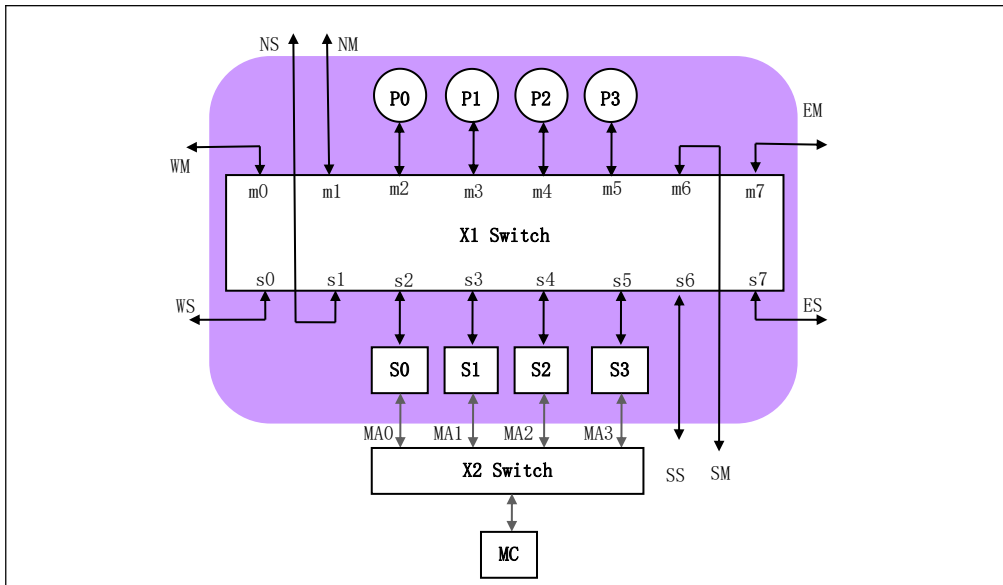 NS NM
P0 P1 P2 P3
EM
WM
m0 m1 m2 m3 m4 m5 m6 m7
X1 Switch
s0 s1 s2 s3 s4 s5 s6 s7
WS
ES
S0 S1 S2 S3
MA0 MA1 MA2 MA3
X2 Switch
SS SM
MC